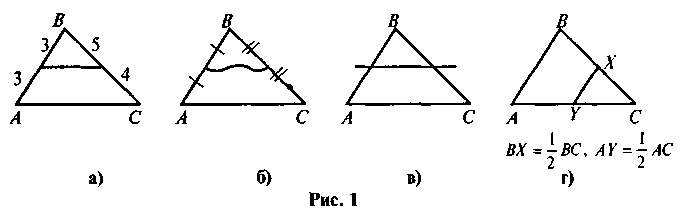 B B B B
3 5 X
3 4
A C A C A C A Y C
BX = 1/2 BC, AY = 1/2 AC
а) б) в) г)
Рис. 1